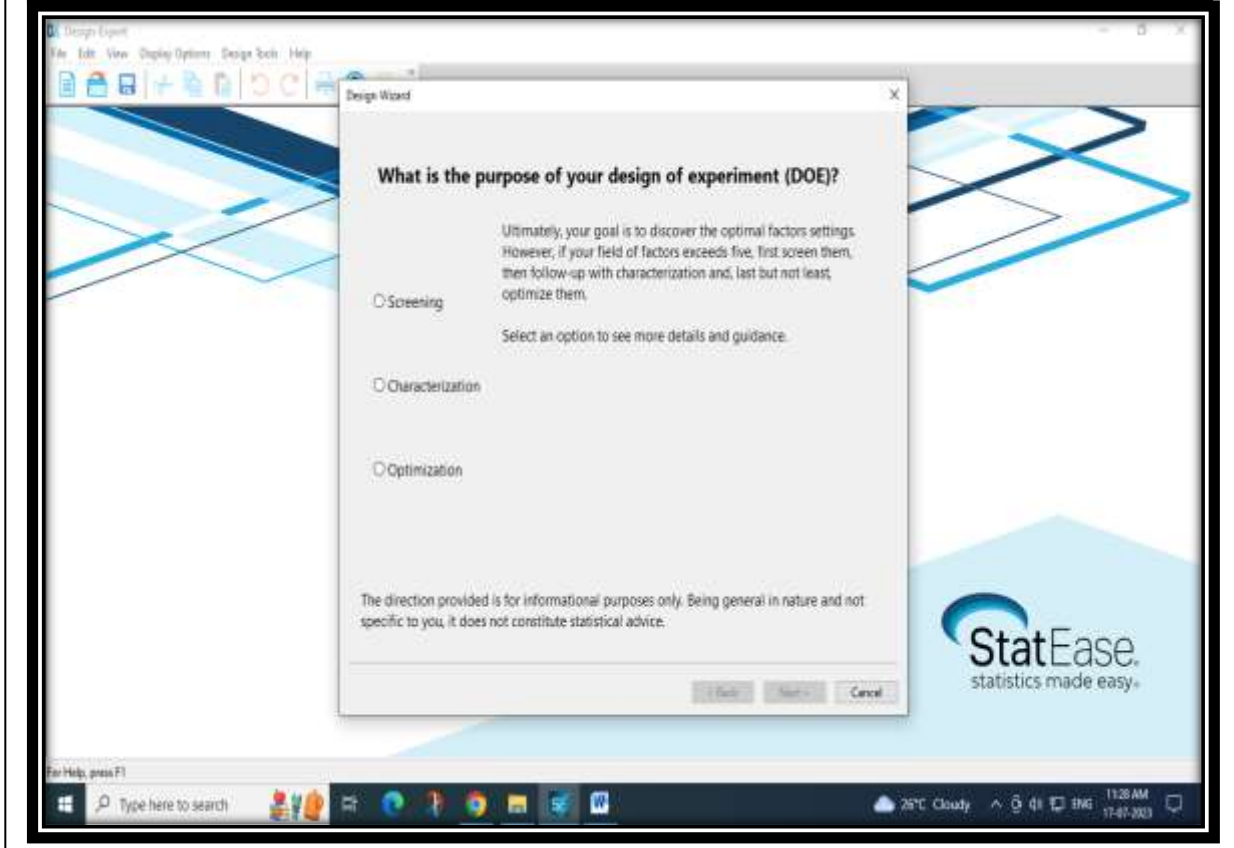 Design Expert
File Edit View Display Options Design Tools Help
Design Wizard
What is the purpose of your design of experiment (DOE)?
Ultimately, your goal is to discover the optimal factors settings.
However, if your field of factors exceeds five, first screen them,
then follow-up with characterization and, last but not least,
optimize them.
Screening
Select an option to see more details and guidance.
Characterization
Optimization
The direction provided is for informational purposes only. Being general in nature and not
specific to you, it does not constitute statistical advice.
< Back Next > Cancel
StatEase.
statistics made easy
For Help, press F1
Type here to search
26°C Cloudy
ENG
11:28 AM
17-07-2023